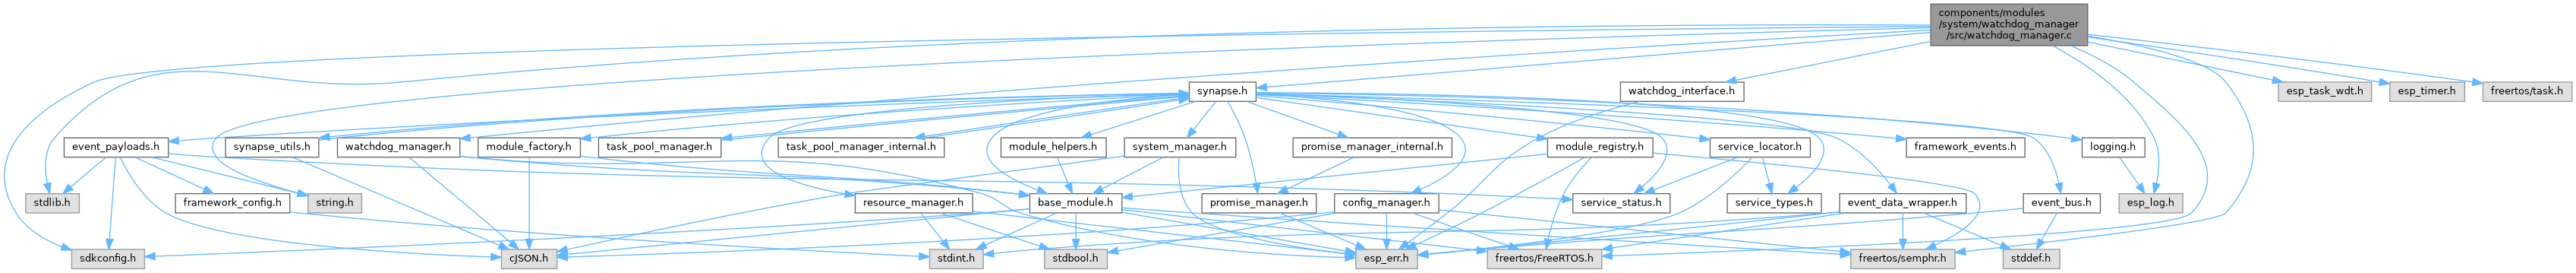 components/modules
/system/watchdog_manager
/src/watchdog_manager.c
synapse.h
watchdog_interface.h
esp_task_wdt.h
esp_timer.h
freertos/task.h
event_payloads.h
synapse_utils.h
watchdog_manager.h
module_factory.h
task_pool_manager.h
task_pool_manager_internal.h
module_helpers.h
system_manager.h
promise_manager_internal.h
module_registry.h
service_locator.h
framework_events.h
logging.h
stdlib.h
framework_config.h
string.h
resource_manager.h
base_module.h
promise_manager.h
config_manager.h
service_status.h
service_types.h
event_data_wrapper.h
event_bus.h
esp_log.h
sdkconfig.h
cJSON.h
stdint.h
stdbool.h
esp_err.h
freertos/FreeRTOS.h
freertos/semphr.h
stddef.h